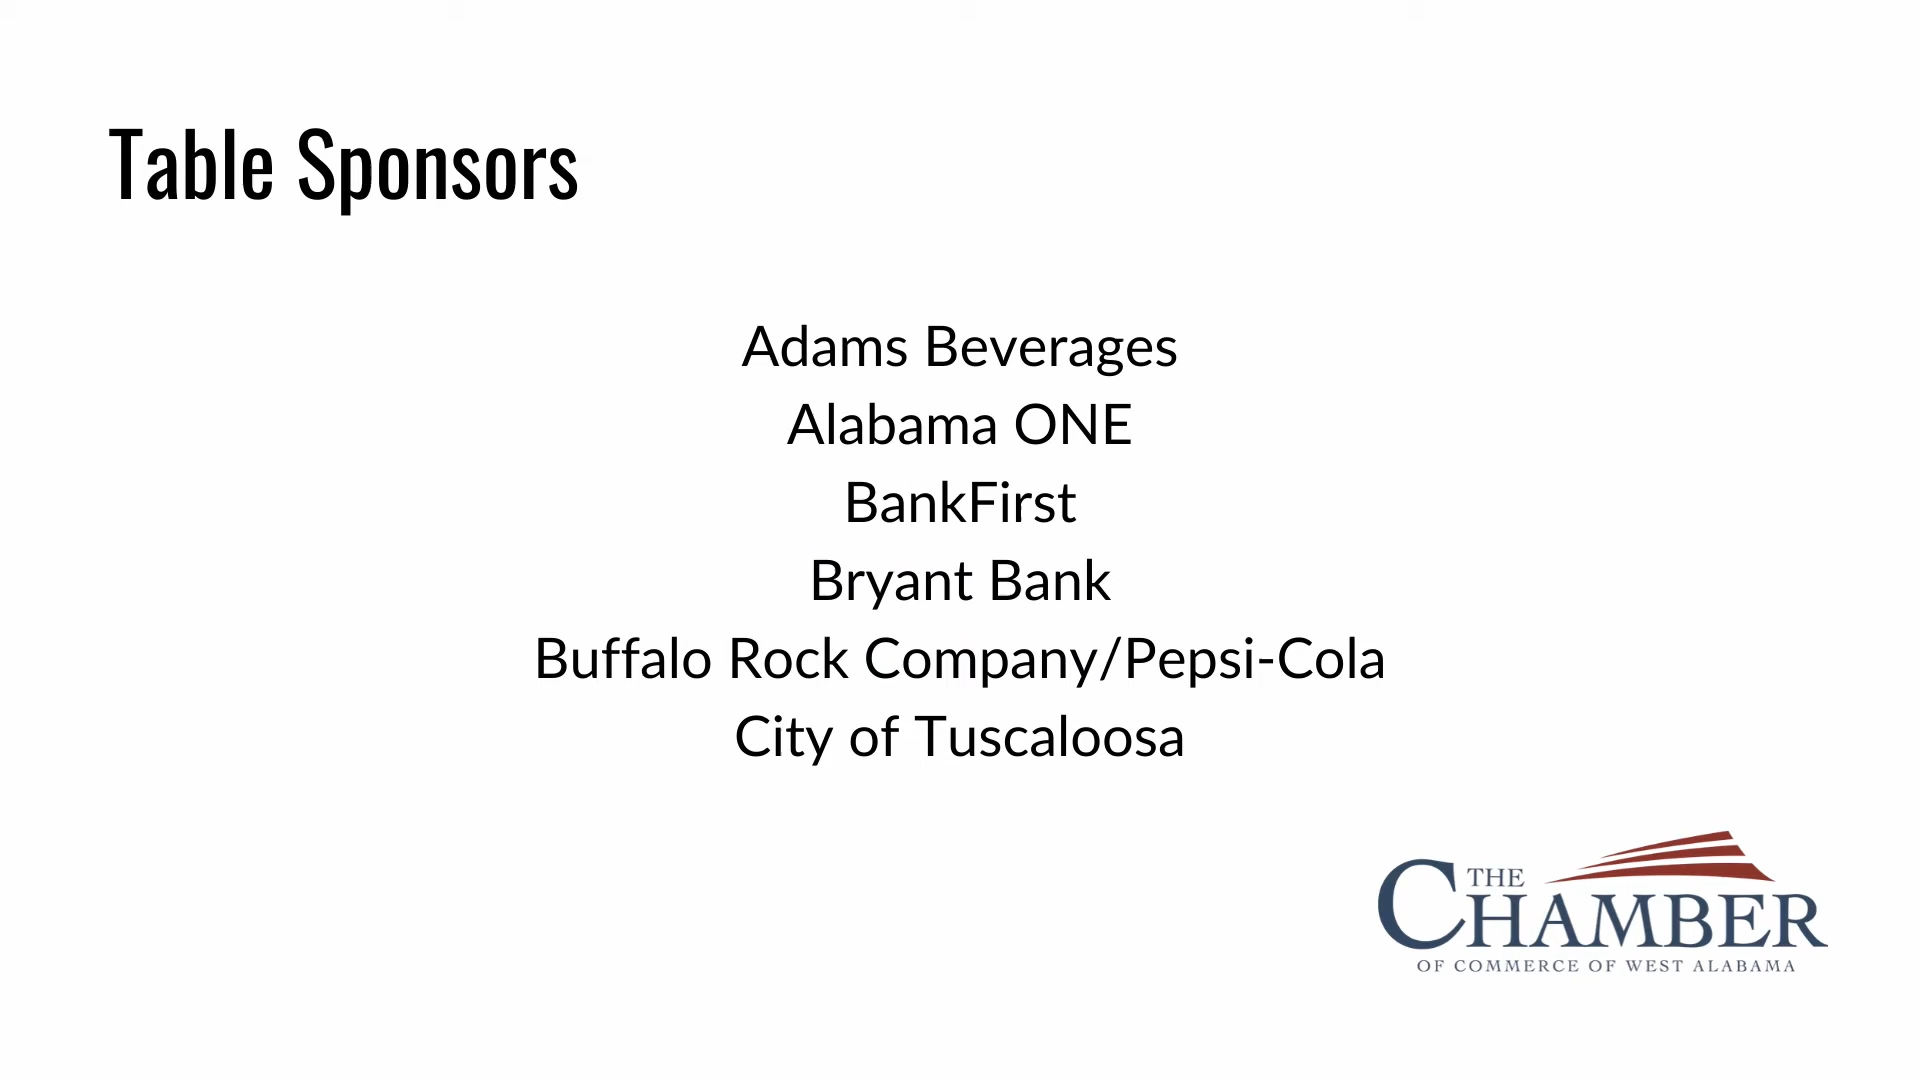 Table Sponsors
Adams Beverages
Alabama ONE
BankFirst
Bryant Bank
Buffalo Rock Company/Pepsi-Cola
City of Tuscaloosa
THE
CHAMBER
OF COMMERCE OF WEST ALABAMA